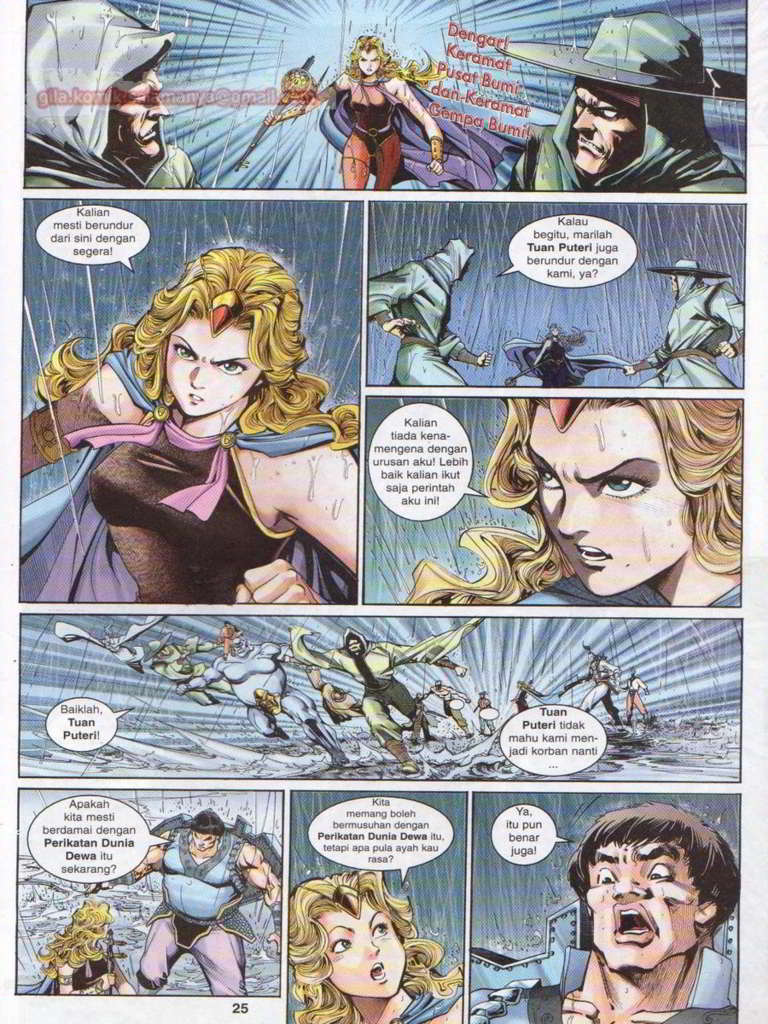 Dengar!
Keramat
Pusat Bumi
dan Keramat
Gempa Bumi!
Kalian
mesti berundur
dari sini dengan
segera!
Kalau
begitu, marilah
Tuan Puteri juga
berundur dengan
kami, ya?
Kalian
tiada kena-
mengena dengan
urusan aku! Lebih
baik kalian ikut
saja perintah
aku ini!
Baiklah,
Tuan
Puteri!
Tuan
Puteri tidak
mahu kami men-
jadi korban nanti
...
Apakah
kita mesti
berdamai dengan
Perikatan Dunia
Dewa itu
sekarang?
Kita
memang boleh
bermusuhan dengan
Perikatan Dunia Dewa itu,
tetapi apa pula ayah kau
rasa?
Ya,
itu pun
benar
juga!
25